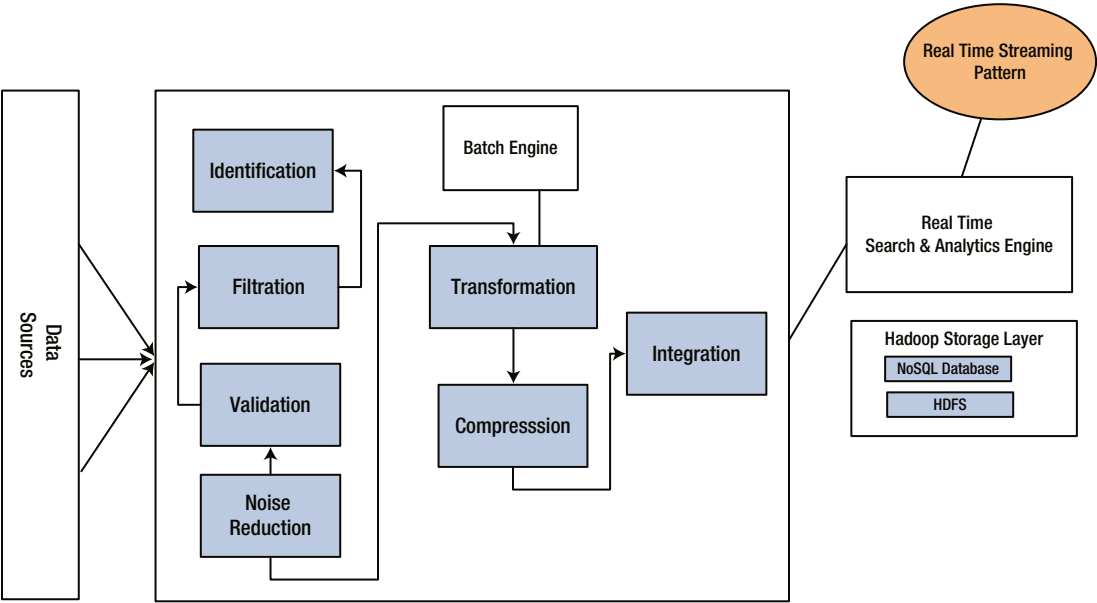 Real Time Streaming
Pattern
Data
Sources
Identification
Filtration
Validation
Noise
Reduction
Batch Engine
Transformation
Compresssion
Integration
Real Time
Search & Analytics Engine
Hadoop Storage Layer
NoSQL Database
HDFS